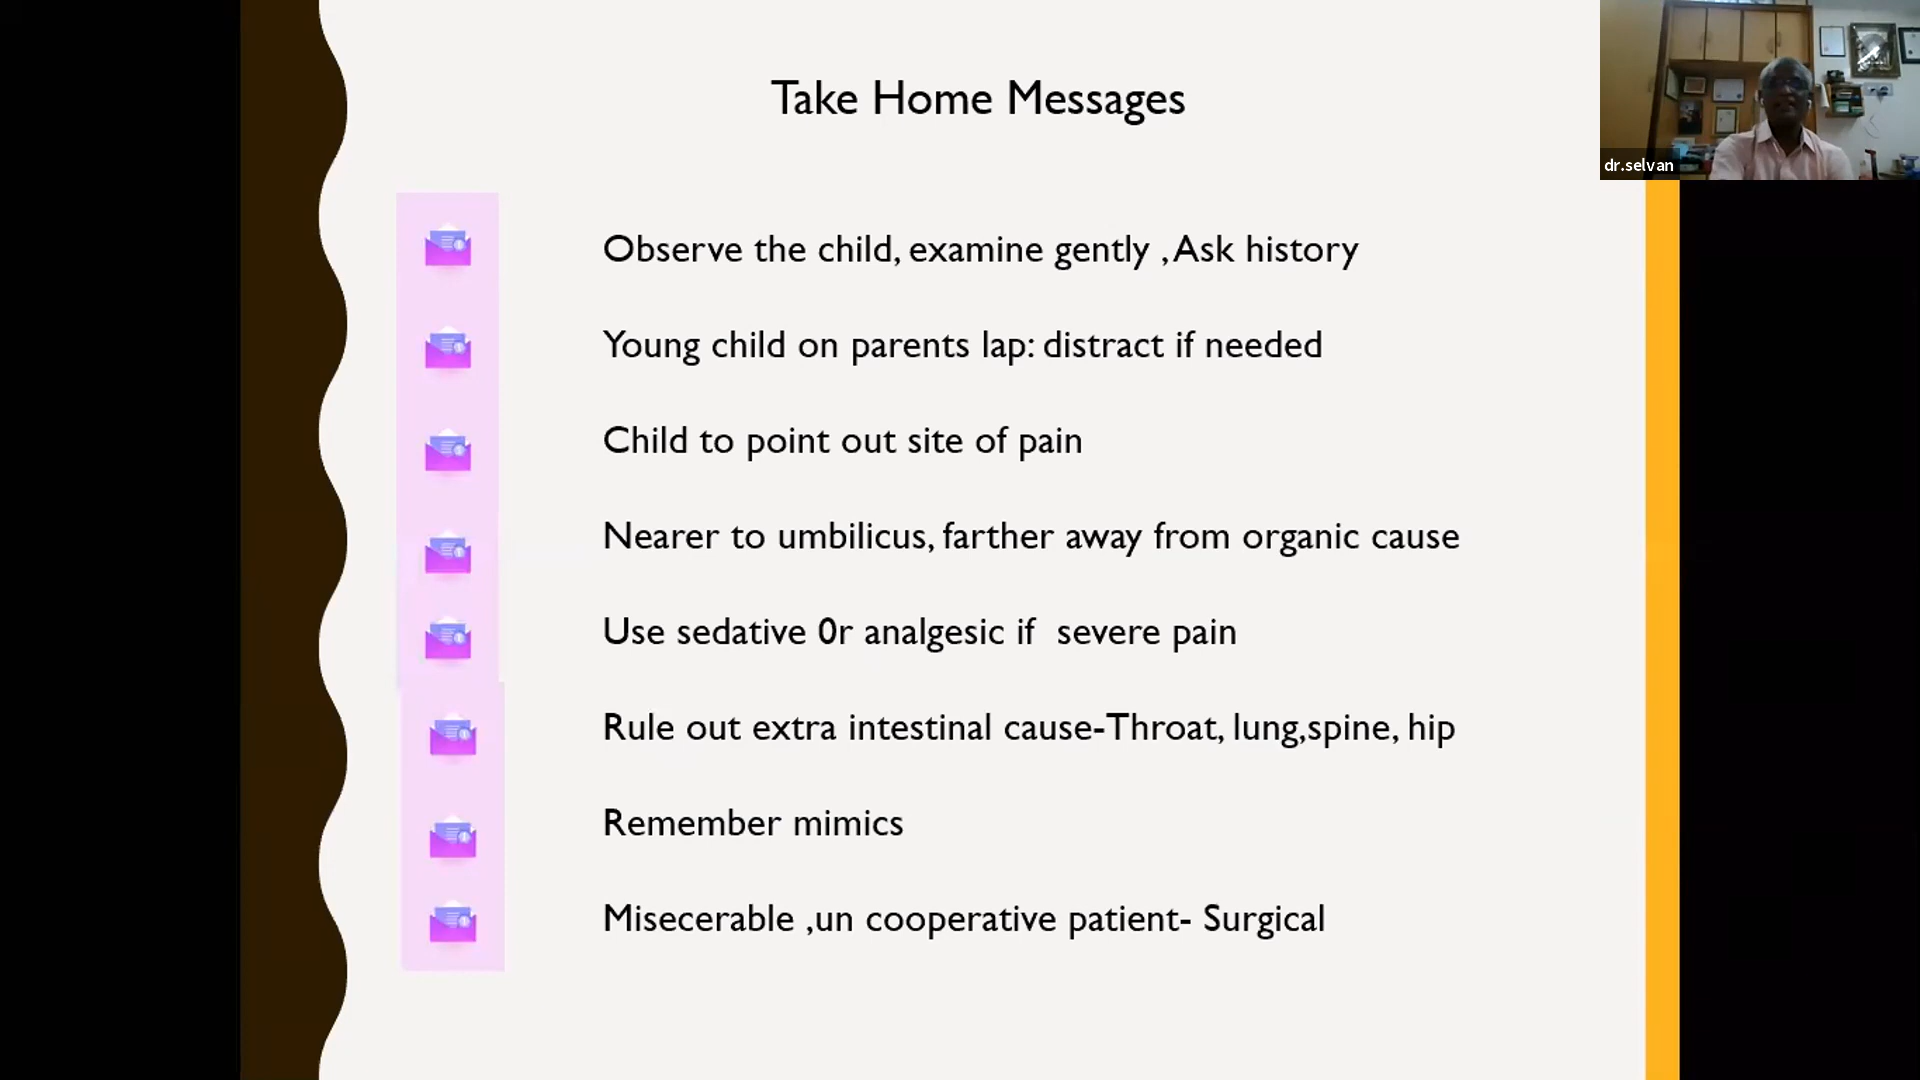 Take Home Messages
dr.selvan
Observe the child, examine gently , Ask history
Young child on parents lap: distract if needed
Child to point out site of pain
Nearer to umbilicus, farther away from organic cause
Use sedative 0r analgesic if  severe pain
Rule out extra intestinal cause-Throat, lung,spine, hip
Remember mimics
Misecerable ,un cooperative patient- Surgical